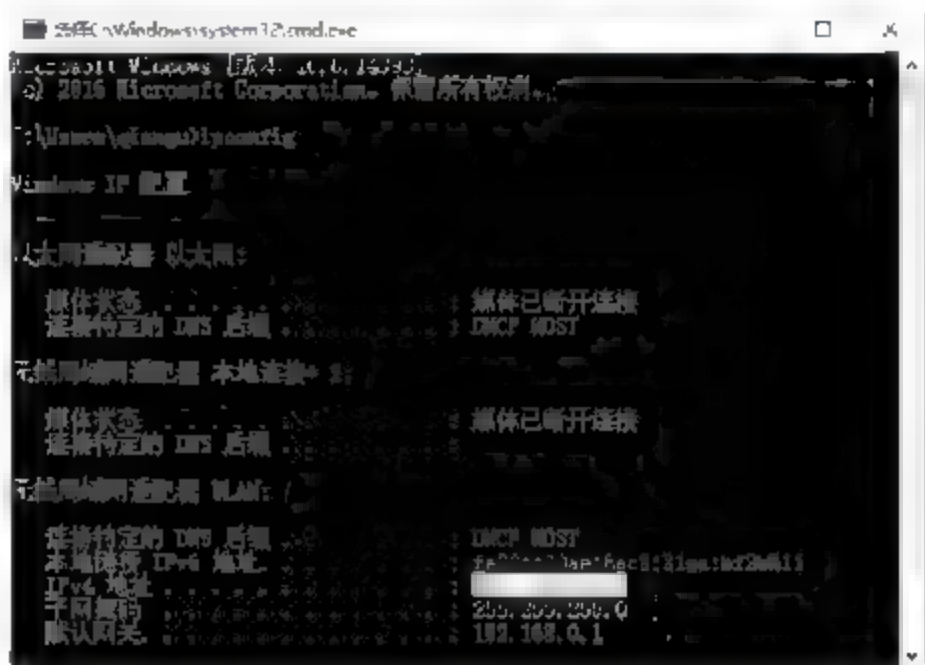 选择C:\Windows\system32\cmd.exe
Microsoft Windows [版本
2016 Microsoft Corporation。保留所有权利。
ipconfig
Windows IP 配置
以太网适配器 以太网:
媒体状态 . . . . . . : 媒体已断开连接
连接特定的 DNS 后缀 . . . . . . : DHCP HOST
无线局域网适配器 本地连接*
媒体状态 . . . . . . : 媒体已断开连接
连接特定的 DNS 后缀 . . . . . . :
无线局域网适配器 WLAN:
连接特定的 DNS 后缀 . . . . . . : DHCP HOST
本地链接 IPv6 地址. . . . . . :
IPv4 地址 . . . . . . :
子网掩码 . . . . . . : 255.255.255.0
默认网关. . . . . . : 192.168.0.1